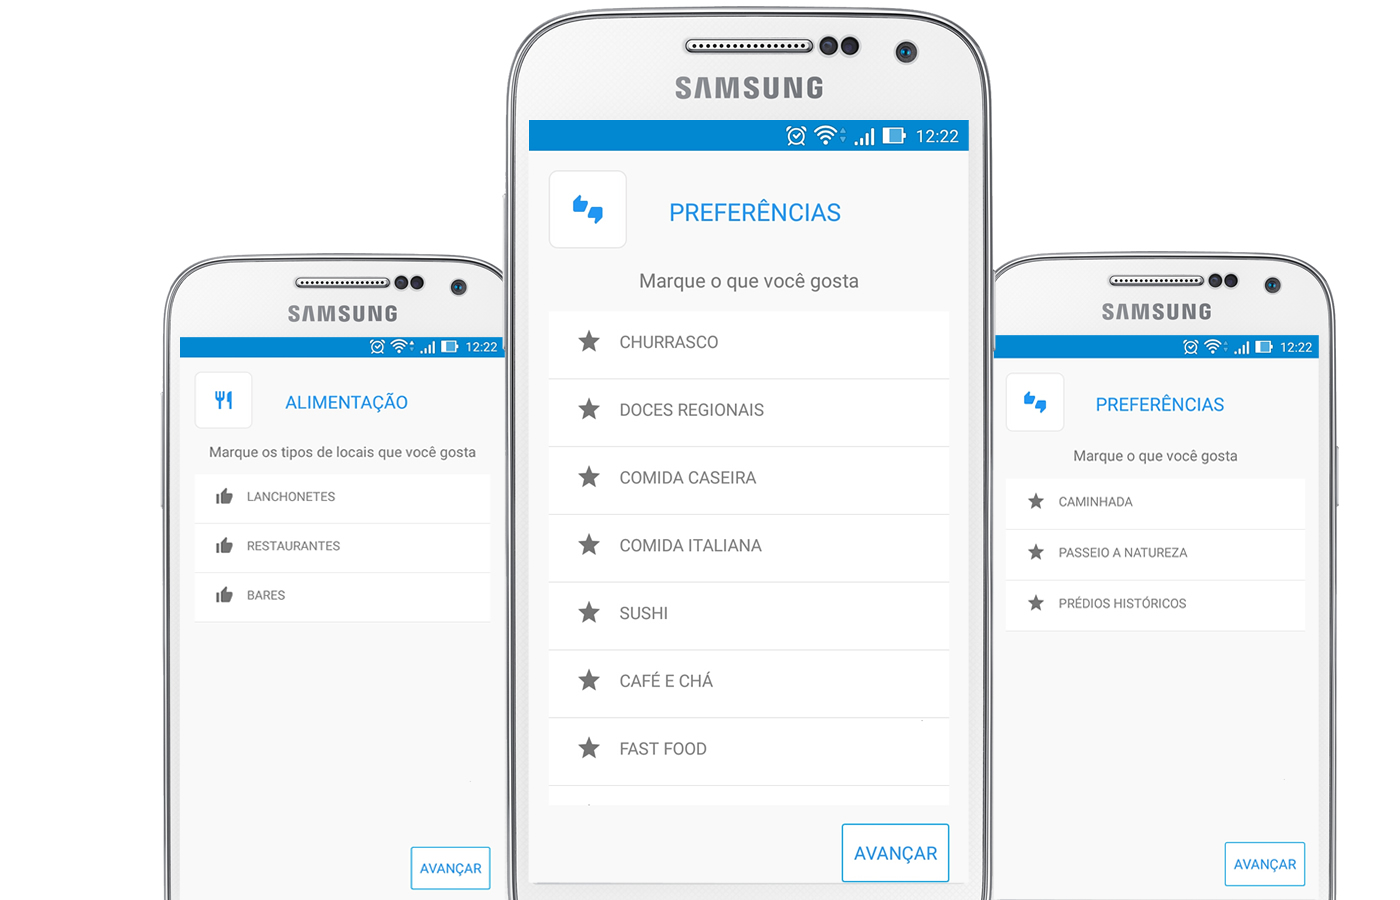 SAMSUNG
12:22
ALIMENTAÇÃO
Marque os tipos de locais que você gosta
LANCHONETES
RESTAURANTES
BARES
AVANÇAR
SAMSUNG
12:22
PREFERÊNCIAS
Marque o que você gosta
CHURRASCO
DOCES REGIONAIS
COMIDA CASEIRA
COMIDA ITALIANA
SUSHI
CAFÉ E CHÁ
FAST FOOD
AVANÇAR
SAMSUNG
12:22
PREFERÊNCIAS
Marque o que você gosta
CAMINHADA
PASSEIO A NATUREZA
PRÉDIOS HISTÓRICOS
AVANÇAR